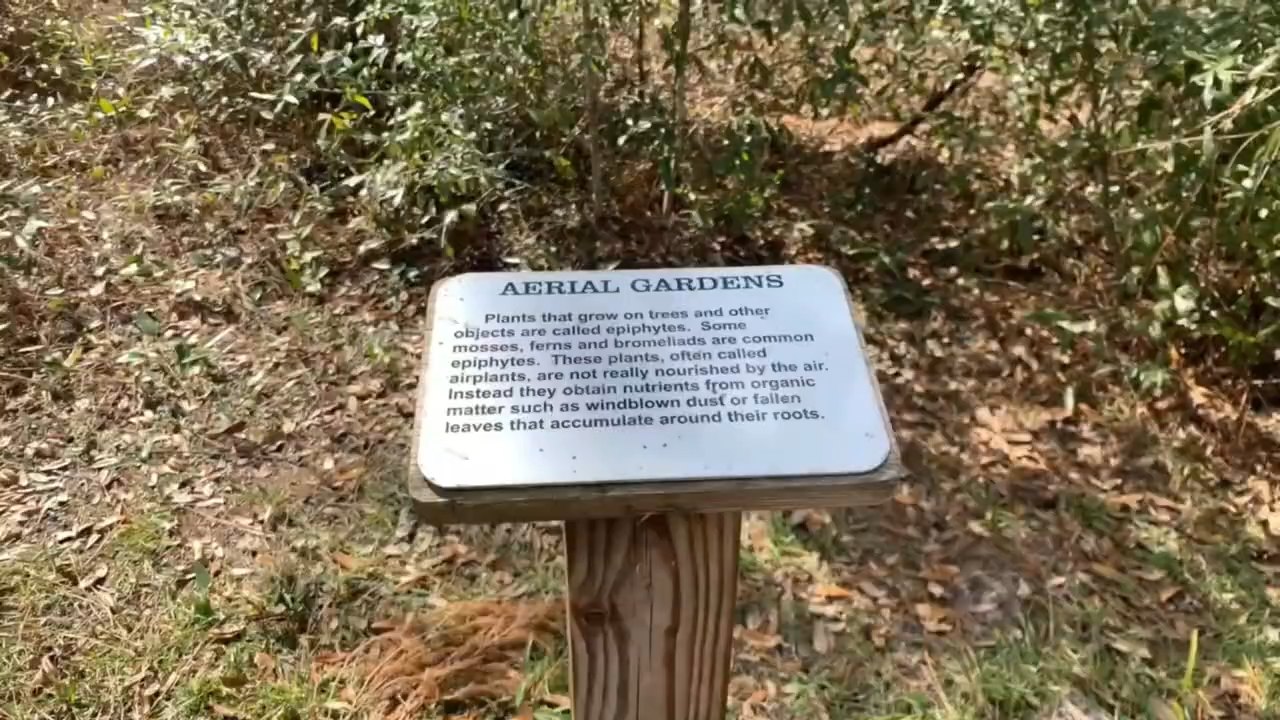 AERIAL GARDENS
Plants that grow on trees and other
objects are called epiphytes. Some
mosses, ferns and bromeliads are common
epiphytes. These plants, often called
airplants, are not really nourished by the air.
Instead they obtain nutrients from organic
matter such as windblown dust or fallen
leaves that accumulate around their roots.